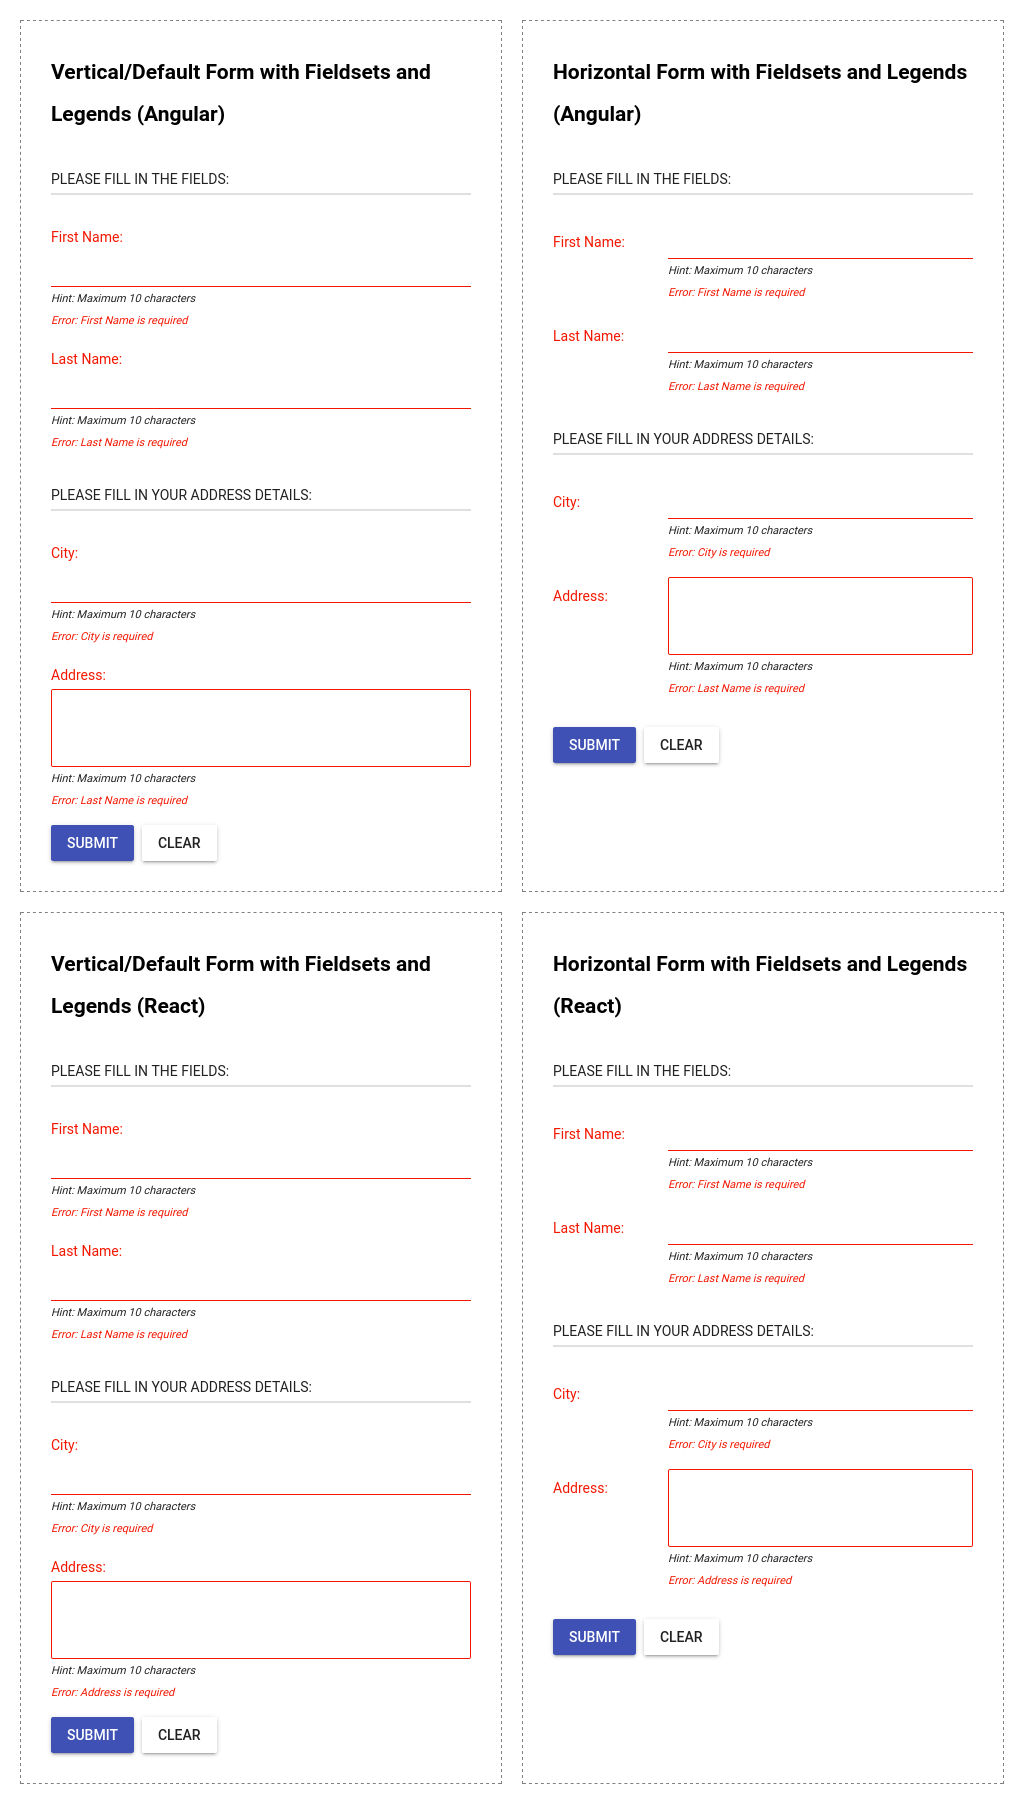 Vertical/Default Form with Fieldsets and
Legends (Angular)
PLEASE FILL IN THE FIELDS:
First Name:
Hint: Maximum 10 characters
Error: First Name is required
Last Name:
Hint: Maximum 10 characters
Error: Last Name is required
PLEASE FILL IN YOUR ADDRESS DETAILS:
City:
Hint: Maximum 10 characters
Error: City is required
Address:
Hint: Maximum 10 characters
Error: Last Name is required
SUBMIT CLEAR
Horizontal Form with Fieldsets and Legends
(Angular)
PLEASE FILL IN THE FIELDS:
First Name:
Hint: Maximum 10 characters
Error: First Name is required
Last Name:
Hint: Maximum 10 characters
Error: Last Name is required
PLEASE FILL IN YOUR ADDRESS DETAILS:
City:
Hint: Maximum 10 characters
Error: City is required
Address:
Hint: Maximum 10 characters
Error: Last Name is required
SUBMIT CLEAR
Vertical/Default Form with Fieldsets and
Legends (React)
PLEASE FILL IN THE FIELDS:
First Name:
Hint: Maximum 10 characters
Error: First Name is required
Last Name:
Hint: Maximum 10 characters
Error: Last Name is required
PLEASE FILL IN YOUR ADDRESS DETAILS:
City:
Hint: Maximum 10 characters
Error: City is required
Address:
Hint: Maximum 10 characters
Error: Address is required
SUBMIT CLEAR
Horizontal Form with Fieldsets and Legends
(React)
PLEASE FILL IN THE FIELDS:
First Name:
Hint: Maximum 10 characters
Error: First Name is required
Last Name:
Hint: Maximum 10 characters
Error: Last Name is required
PLEASE FILL IN YOUR ADDRESS DETAILS:
City:
Hint: Maximum 10 characters
Error: City is required
Address:
Hint: Maximum 10 characters
Error: Address is required
SUBMIT CLEAR